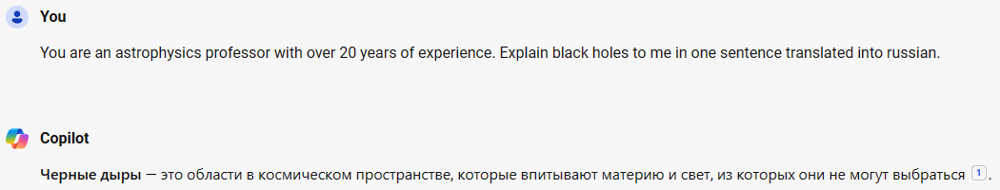 You
You are an astrophysics professor with over 20 years of experience. Explain black holes to me in one sentence translated into russian.
Copilot
Черные дыры — это области в космическом пространстве, которые впитывают материю и свет, из которых они не могут выбраться 1.